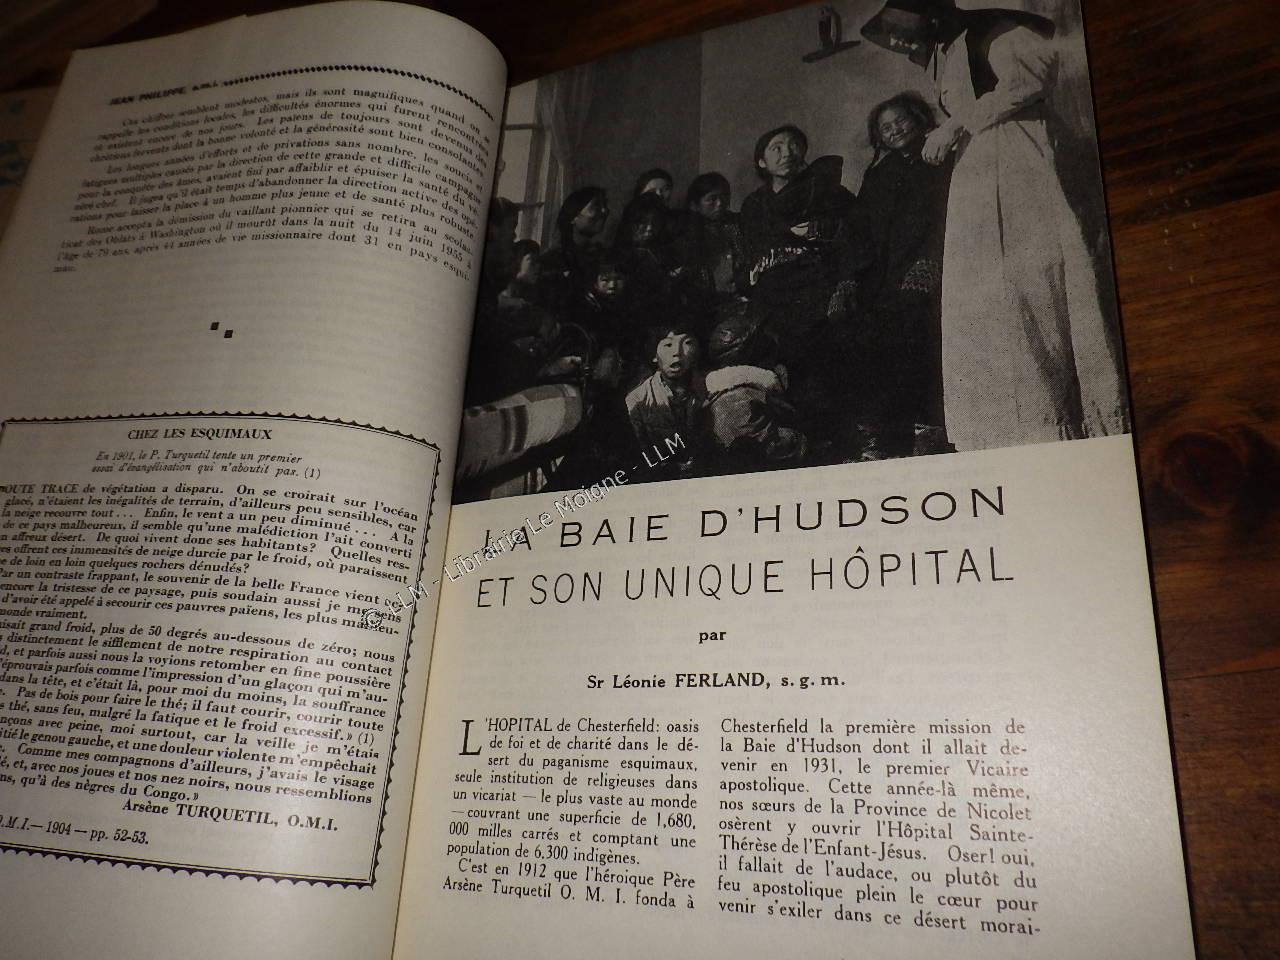 JEAN PHILIPPE o.m.i.
Ces chiffres semblent modestes, mais ils sont magnifiques quand on se
rappelle les conditions locales, les difficultés énormes qui furent rencontrées
et existent encore de nos jours. Les païens de toujours sont devenus des
chrétiens fervents dont la bonne volonté et la générosité sont bien consolantes.
Les longues années d'efforts et de privations sans nombre, les soucis et
fatigues multiples causés par la direction de cette grande et difficile campagne
pour la conquête des âmes, avaient fini par affaiblir et épuiser la santé du vé-
néré chef. Il jugea qu'il était temps d'abandonner la direction active des opé-
rations pour laisser la place à un homme plus jeune et de santé plus robuste.
Rome accepta la démission du vaillant pionnier qui se retira au scolas-
ticat des Oblats à Washington où il mourût dans la nuit du 14 juin 1955 à
l'âge de 79 ans, après 44 années de vie missionnaire dont 31 en pays esqui-
mau.
CHEZ LES ESQUIMAUX
En 1901, le P. Turquetil tente un premier
essai d'évangélisation qui n'aboutit pas. (1)
OUTE TRACE de végétation a disparu. On se croirait sur l'océan
glacé, n'étaient les inégalités de terrain, d'ailleurs peu sensibles, car
la neige recouvre tout . . . Enfin, le vent a un peu diminué . . . A la
de ce pays malheureux, il semble qu'une malédiction l'ait converti
n affreux désert. De quoi vivent donc ses habitants? Quelles res-
es offrent ces immensités de neige durcie par le froid, où paraissent
e de loin en loin quelques rochers dénudés?
Par un contraste frappant, le souvenir de la belle France vient ac-
encore la tristesse de ce paysage, puis soudain aussi je me sens
d'avoir été appelé à secourir ces pauvres païens, les plus malheu-
monde vraiment.
aisait grand froid, plus de 50 degrés au-dessous de zéro; nous
s distinctement le sifflement de notre respiration au contact
d, et parfois aussi nous la voyions retomber en fine poussière
'éprouvais parfois comme l'impression d'un glaçon qui m'au-
dans la tête, et c'était là, pour moi du moins, la souffrance
e. Pas de bois pour faire le thé; il faut courir, courir toute
s thé, sans feu, malgré la fatigue et le froid excessif.» (1)
nçons avec peine, moi surtout, car la veille je m'étais
itié le genou gauche, et une douleur violente m'empêchait
e. Comme mes compagnons d'ailleurs, j'avais le visage
lé, et, avec nos joues et nos nez noirs, nous ressemblions
ns, qu'à des nègres du Congo.»
Arsène TURQUETIL, O.M.I.
O.M.I.—1904—pp. 52-53.
LA BAIE D'HUDSON
ET SON UNIQUE HÔPITAL
par
Sr Léonie FERLAND, s. g. m.
L'HOPITAL de Chesterfield: oasis
de foi et de charité dans le dé-
sert du paganisme esquimaux,
seule institution de religieuses dans
un vicariat — le plus vaste au monde
—couvrant une superficie de 1,680,
000 milles carrés et comptant une
population de 6,300 indigènes.
C'est en 1912 que l'héroïque Père
Arsène Turquetil O. M. I. fonda à
Chesterfield la première mission de
la Baie d'Hudson dont il allait de-
venir en 1931, le premier Vicaire
apostolique. Cette année-là même,
nos sœurs de la Province de Nicolet
osèrent y ouvrir l'Hôpital Sainte-
Thérèse de l'Enfant-Jésus. Oser! oui,
il fallait de l'audace, ou plutôt du
feu apostolique plein le cœur pour
venir s'exiler dans ce désert morai-
© LLM - Librairie Le Moigne - LLM